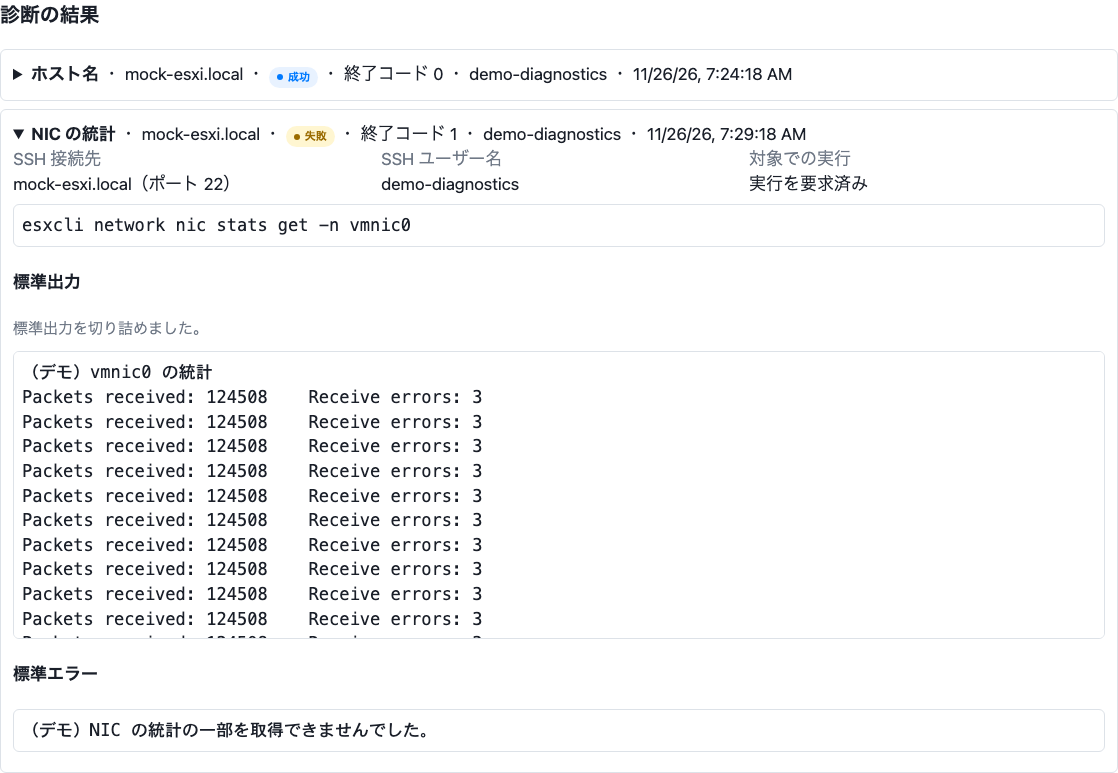 診断の結果
▶ ホスト名 · mock-esxi.local · 成功 · 終了コード 0 · demo-diagnostics · 11/26/26, 7:24:18 AM
▼ NIC の統計 · mock-esxi.local · 失敗 · 終了コード 1 · demo-diagnostics · 11/26/26, 7:29:18 AM
SSH 接続先 SSH ユーザー名 対象での実行
mock-esxi.local（ポート 22） demo-diagnostics 実行を要求済み
esxcli network nic stats get -n vmnic0
標準出力
標準出力を切り詰めました。
（デモ）vmnic0 の統計
Packets received: 124508    Receive errors: 3
Packets received: 124508    Receive errors: 3
Packets received: 124508    Receive errors: 3
Packets received: 124508    Receive errors: 3
Packets received: 124508    Receive errors: 3
Packets received: 124508    Receive errors: 3
Packets received: 124508    Receive errors: 3
Packets received: 124508    Receive errors: 3
Packets received: 124508    Receive errors: 3
Packets received: 124508    Receive errors: 3
標準エラー
（デモ）NIC の統計の一部を取得できませんでした。